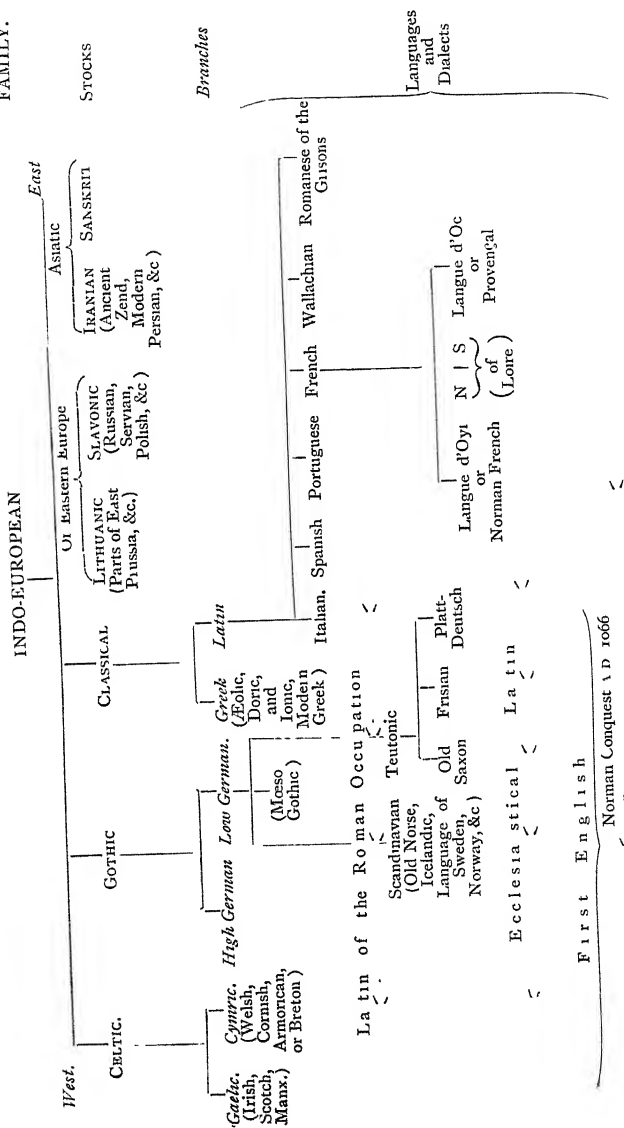 FAMILY.
STOCKS
Branches
Languages
and
Dialects
INDO-EUROPEAN
West.
East
CELTIC.
GOTHIC
CLASSICAL
Of Eastern Europe
LITHUANIC
(Parts of East
Prussia, &c.)
SLAVONIC
(Russian,
Servian,
Polish, &c)
Asiatic
IRANIAN
(Ancient
Zend,
Modern
Persian, &c)
SANSKRIT
Gaelic.
(Irish,
Scotch,
Manx.)
Cymric.
(Welsh,
Cornish,
Armorican,
or Breton)
High German
Low German.
(Mœso
Gothic)
Greek
(Æolic,
Doric,
and
Ionic,
Modern
Greek)
Latin
Italian. Spanish Portuguese French Wallachian Romanese of the
Grisons
Latin of the Roman Occupation
Scandinavian
(Old Norse,
Icelandic,
Language of
Sweden,
Norway, &c)
Teutonic
Old
Saxon
Frisian
Platt-
Deutsch
Langue d'Oyl
or
Norman French
N | S
of
(Loire)
Langue d'Oc
or
Provençal
Ecclesiastical Latin
First English
Norman Conquest A D 1066